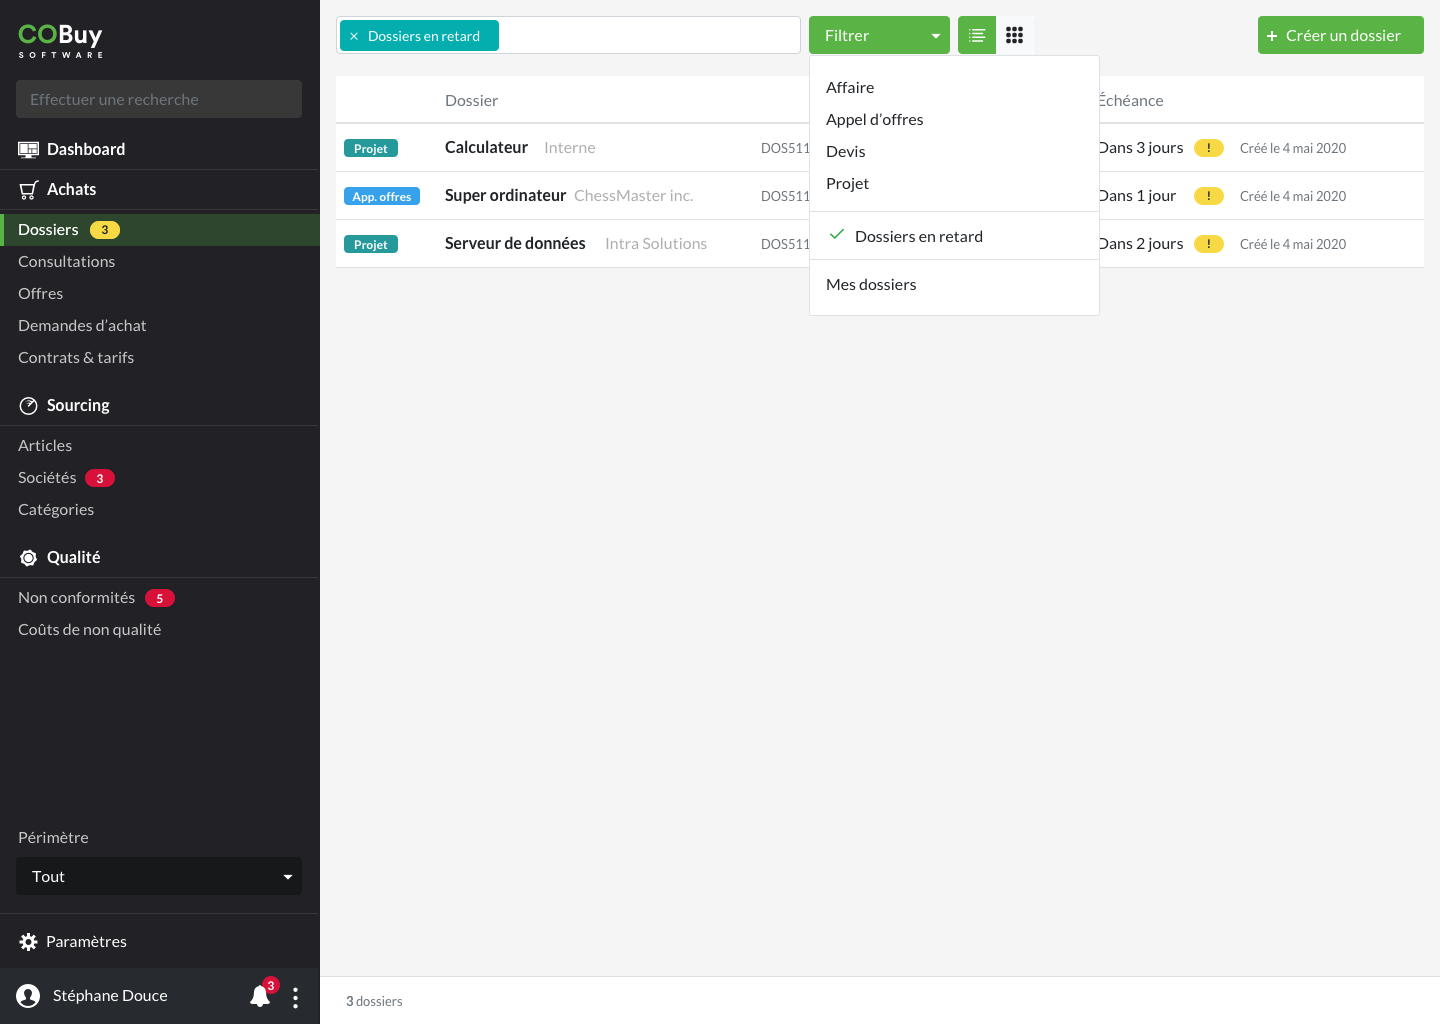 COBuy
SOFTWARE
Effectuer une recherche
Dashboard
Achats
Dossiers 3
Consultations
Offres
Demandes d’achat
Contrats & tarifs
Sourcing
Articles
Sociétés 3
Catégories
Qualité
Non conformités 5
Coûts de non qualité
Périmètre
Tout
Paramètres
Stéphane Douce 3
× Dossiers en retard
Filtrer
+ Créer un dossier
Affaire
Appel d’offres
Devis
Projet
Dossiers en retard
Mes dossiers
Dossier Échéance
Projet Calculateur Interne DOS511 Dans 3 jours ! Créé le 4 mai 2020
App. offres Super ordinateur ChessMaster inc. DOS511 Dans 1 jour ! Créé le 4 mai 2020
Projet Serveur de données Intra Solutions DOS511 Dans 2 jours ! Créé le 4 mai 2020
3 dossiers